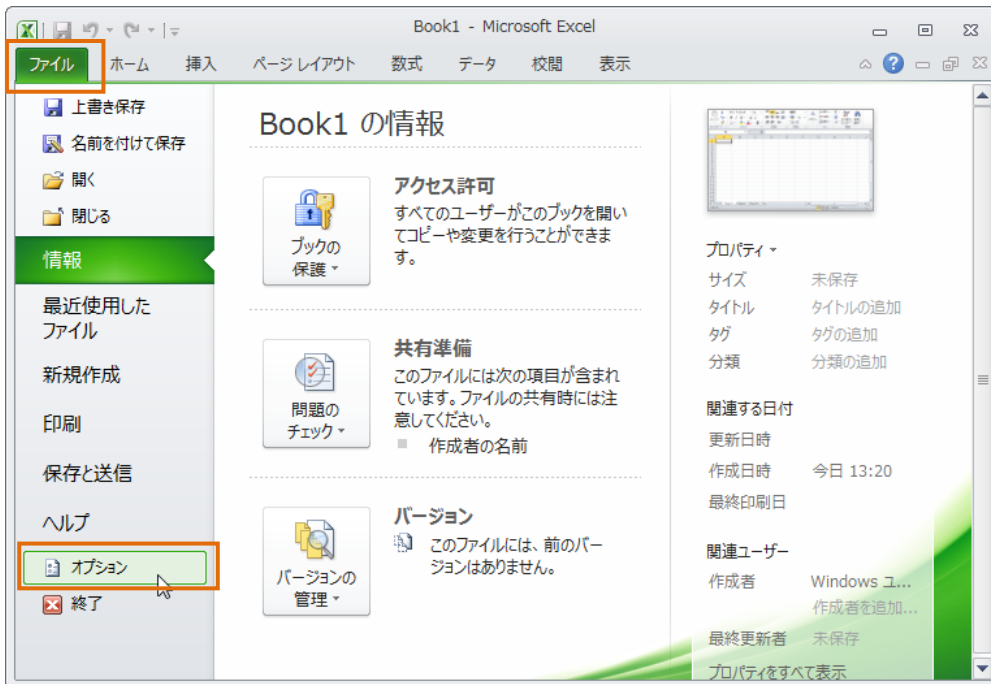 Book1 - Microsoft Excel
ファイル ホーム 挿入 ページ レイアウト 数式 データ 校閲 表示
上書き保存
名前を付けて保存
開く
閉じる
情報
最近使用した
ファイル
新規作成
印刷
保存と送信
ヘルプ
オプション
終了
Book1 の情報
ブックの
保護
アクセス許可
すべてのユーザーがこのブックを開い
てコピーや変更を行うことができま
す。
問題の
チェック
共有準備
このファイルには次の項目が含まれ
ています。ファイルの共有時には注
意してください。
作成者の名前
バージョンの
管理
バージョン
このファイルには、前のバー
ジョンはありません。
プロパティ
サイズ 未保存
タイトル タイトルの追加
タグ タグの追加
分類 分類の追加
関連する日付
更新日時
作成日時 今日 13:20
最終印刷日
関連ユーザー
作成者 Windows ユ...
作成者を追加...
最終更新者 未保存
プロパティをすべて表示